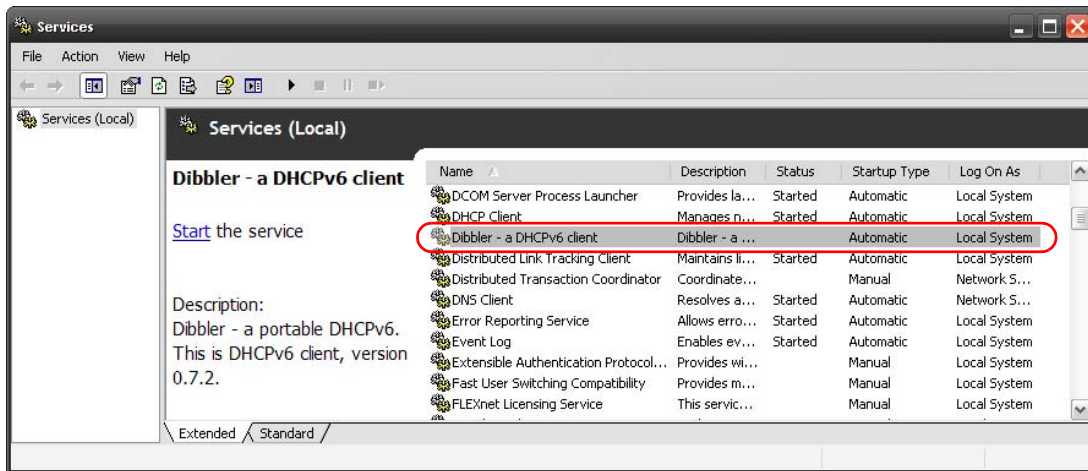 Services
File Action View Help
Services (Local)
Services (Local)
Dibbler - a DHCPv6 client
Start the service
Description:
Dibbler - a portable DHCPv6.
This is DHCPv6 client, version
0.7.2.
Name Description Status Startup Type Log On As
DCOM Server Process Launcher Provides la... Started Automatic Local System
DHCP Client Manages n... Started Automatic Local System
Dibbler - a DHCPv6 client Dibbler - a ... Automatic Local System
Distributed Link Tracking Client Maintains li... Started Automatic Local System
Distributed Transaction Coordinator Coordinate... Manual Network S...
DNS Client Resolves a... Started Automatic Network S...
Error Reporting Service Allows erro... Started Automatic Local System
Event Log Enables ev... Started Automatic Local System
Extensible Authentication Protocol... Provides wi... Manual Local System
Fast User Switching Compatibility Provides m... Manual Local System
FLEXnet Licensing Service This servic... Manual Local System
Extended Standard